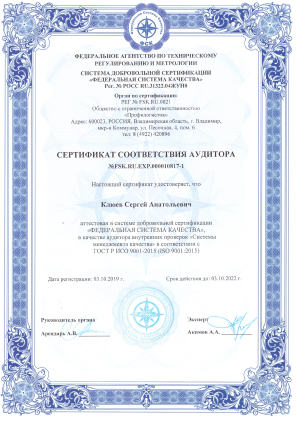 ФСК
ФЕДЕРАЛЬНОЕ АГЕНТСТВО ПО ТЕХНИЧЕСКОМУ
РЕГУЛИРОВАНИЮ И МЕТРОЛОГИИ
СИСТЕМА ДОБРОВОЛЬНОЙ СЕРТИФИКАЦИИ
«ФЕДЕРАЛЬНАЯ СИСТЕМА КАЧЕСТВА»
Рег. № РОСС RU.31322.04ЖУН0
Орган по сертификации:
РЕГ № FSK.RU.0021
Общество с ограниченной ответственностью
«Профлогистик»
Адрес: 600023, РОССИЯ, Владимирская область, г. Владимир,
мкр-н Коммунар, ул. Песочная, 4, пом. 6
тел: 8 (4922) 420896
СЕРТИФИКАТ СООТВЕТСТВИЯ АУДИТОРА
№FSK.RU.EXP.000010817-1
Настоящий сертификат удостоверяет, что
Клюев Сергей Анатольевич
аттестован в системе добровольной сертификации
«ФЕДЕРАЛЬНАЯ СИСТЕМА КАЧЕСТВА»,
в качестве аудитора внутренних проверок «Системы
менеджмента качества» в соответствии с
ГОСТ Р ИСО 9001-2015 (ISO 9001:2015)
Дата регистрации: 03.10.2019 г. Срок действия до: 03.10.2022 г.
Руководитель органа Эксперт
Арендарь А.В. Акимов А.А.